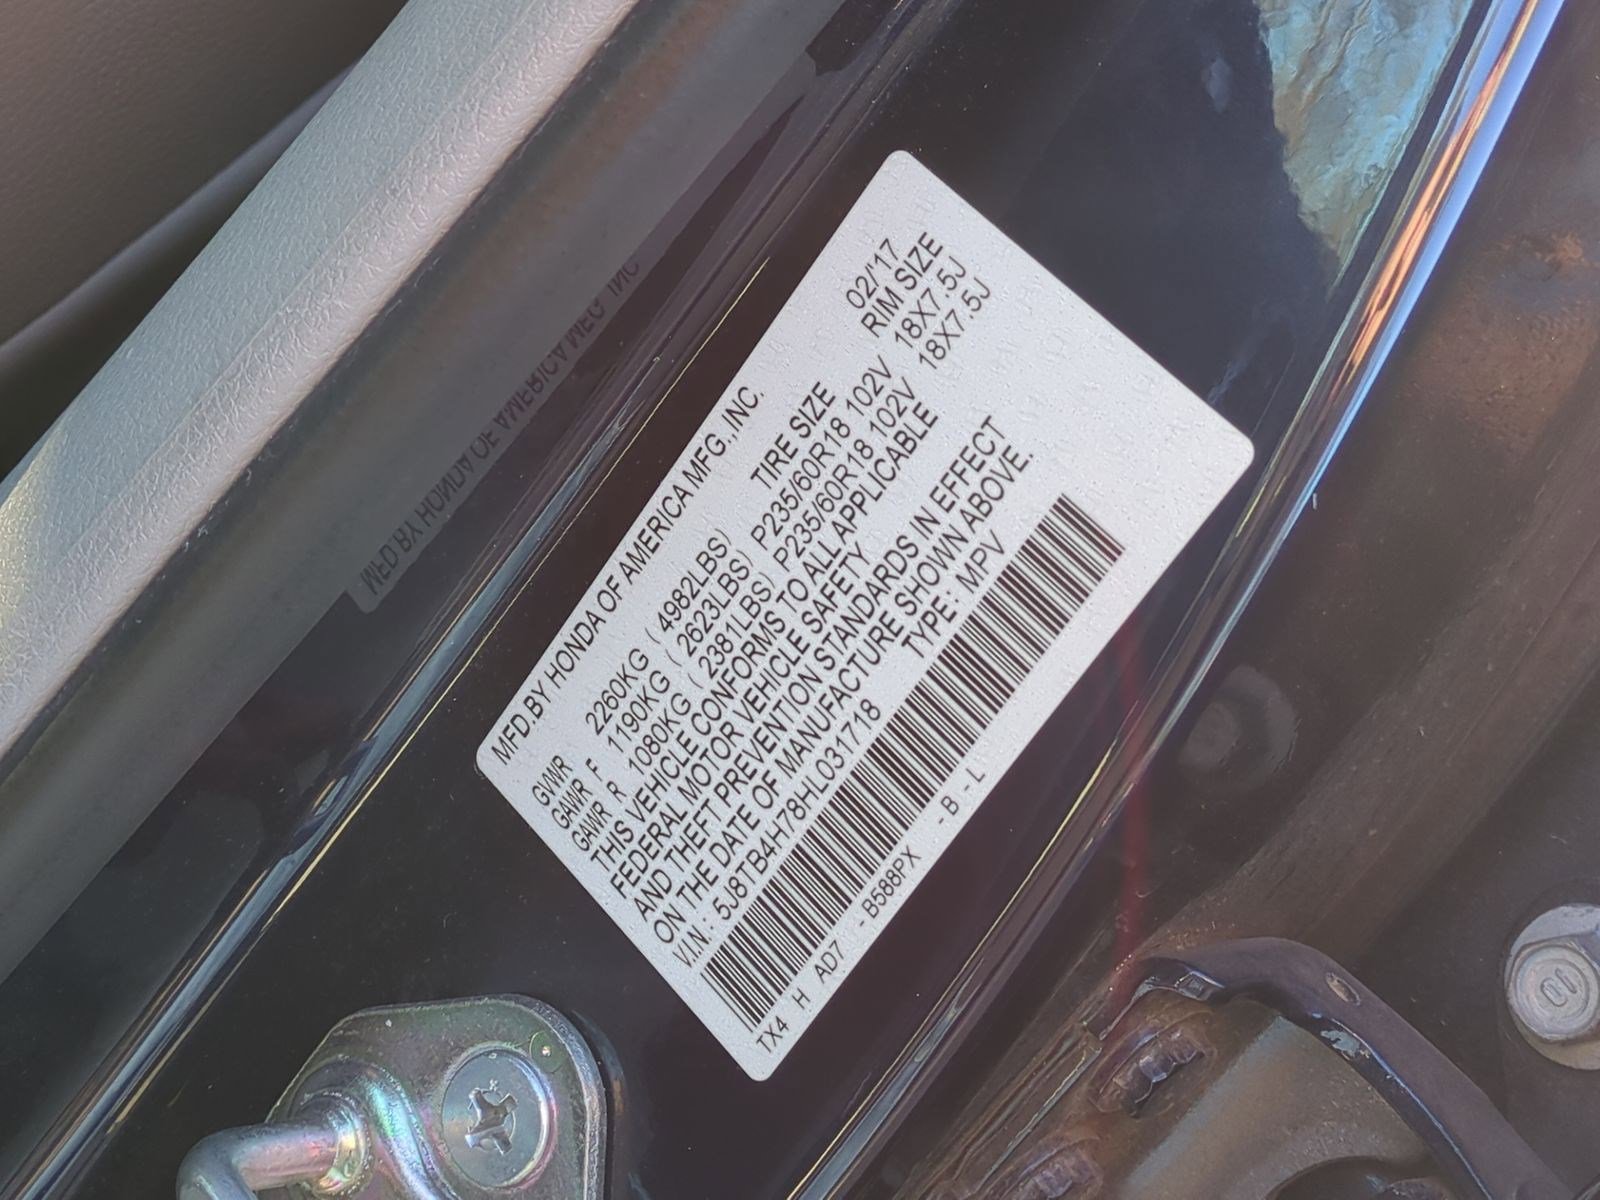 MFD. BY HONDA OF AMERICA MFG., INC. 02/'17
GVWR 2260KG ( 4982LBS) TIRE SIZE RIM SIZE
GAWR F 1190KG ( 2623LBS) P235/60R18 102V 18X7.5J
GAWR R 1080KG ( 2381LBS) P235/60R18 102V 18X7.5J
THIS VEHICLE CONFORMS TO ALL APPLICABLE
FEDERAL MOTOR VEHICLE SAFETY
AND THEFT PREVENTION STANDARDS IN EFFECT
ON THE DATE OF MANUFACTURE SHOWN ABOVE.
V.I.N.: 5J8TB4H78HL031718 TYPE: MPV
TX4 H AD7 -B588PX -B-L
MFD BY HONDA OF AMERICA MFG INC
10